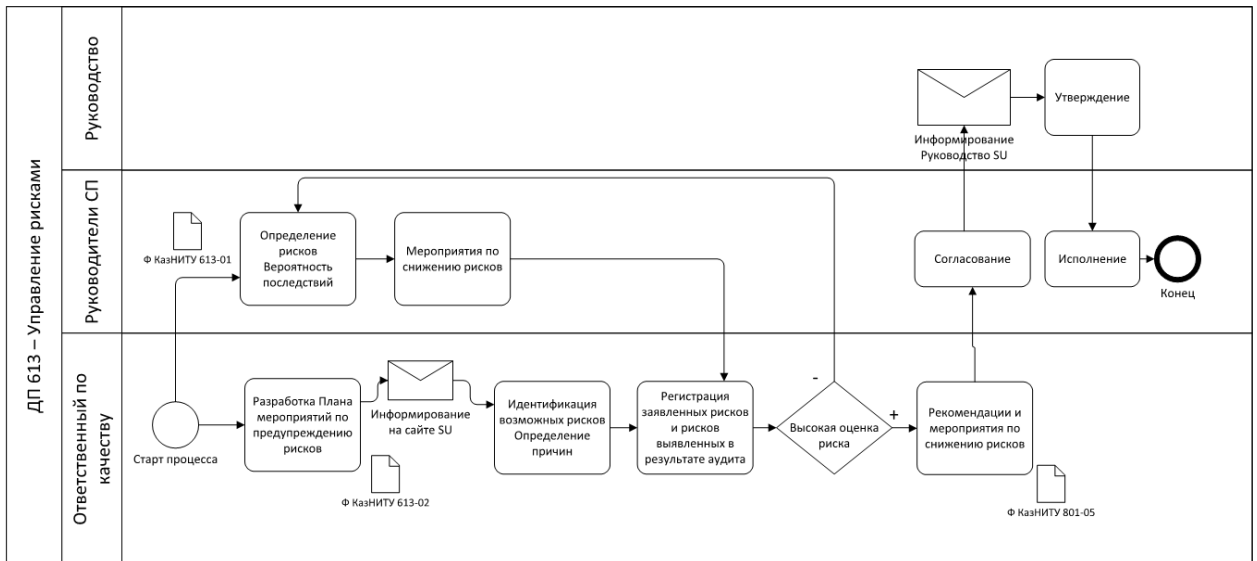 ДП 613 – Управление рисками
Руководство
Информирование
Руководство SU
Утверждение
Руководители СП
Ф КазНИТУ 613-01
Определение
рисков
Вероятность
последствий
Мероприятия по
снижению рисков
Согласование
Исполнение
Конец
Ответственный по
качеству
Старт процесса
Разработка Плана
мероприятий по
предупреждению
рисков
Информирование
на сайте SU
Ф КазНИТУ 613-02
Идентификация
возможных рисков
Определение
причин
Регистрация
заявленных рисков
и рисков
выявленных в
результате аудита
-
Высокая оценка
риска
+
Рекомендации и
мероприятия по
снижению рисков
Ф КазНИТУ 801-05